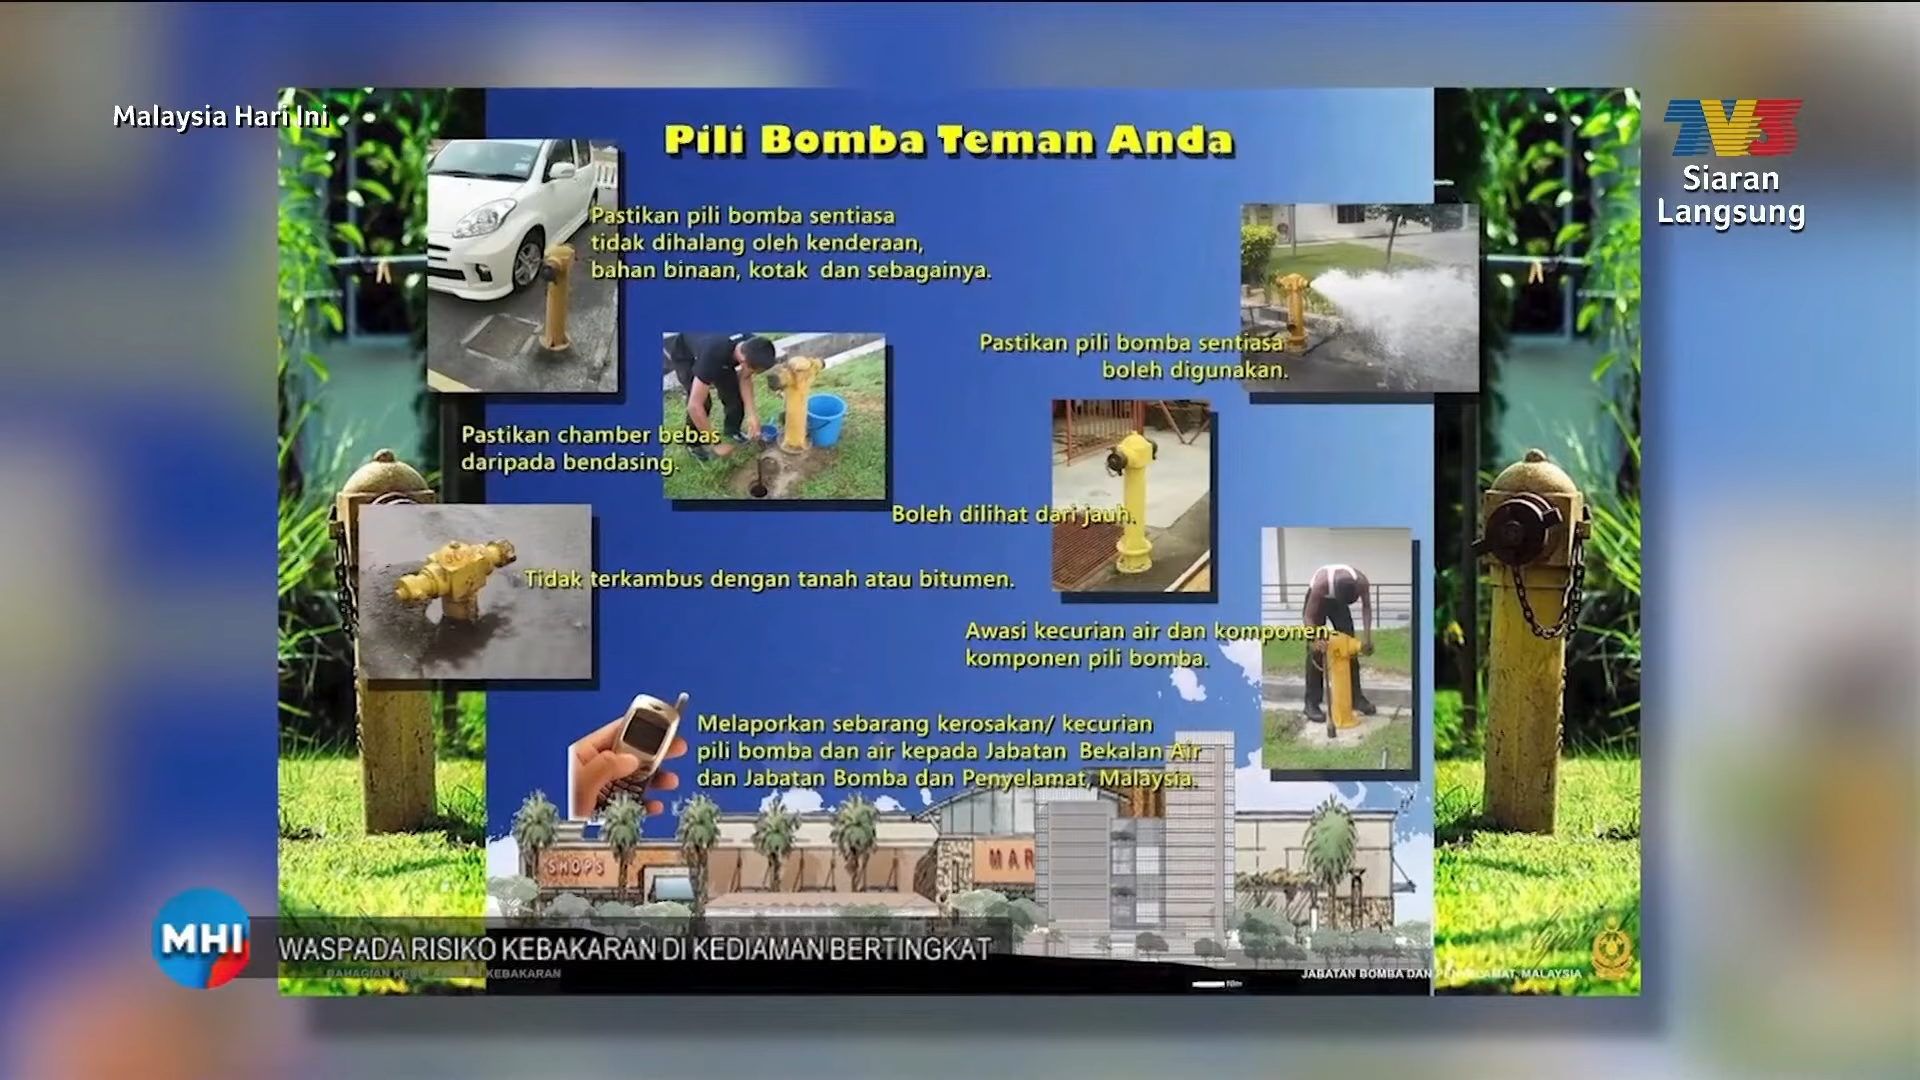 Malaysia Hari Ini
TV3
Siaran
Langsung
Pili Bomba Teman Anda
Pastikan pili bomba sentiasa
tidak dihalang oleh kenderaan,
bahan binaan, kotak dan sebagainya.
Pastikan pili bomba sentiasa
boleh digunakan.
Pastikan chamber bebas
daripada bendasing.
Boleh dilihat dari jauh.
Tidak terkambus dengan tanah atau bitumen.
Awasi kecurian air dan komponen-
komponen pili bomba.
Melaporkan sebarang kerosakan/ kecurian
pili bomba dan air kepada Jabatan Bekalan Air
dan Jabatan Bomba dan Penyelamat, Malaysia.
SHOPS
MAR
MHI
WASPADA RISIKO KEBAKARAN DI KEDIAMAN BERTINGKAT
BAHAGIAN KEBAKARAN
JABATAN BOMBA DAN PENYELAMAT, MALAYSIA